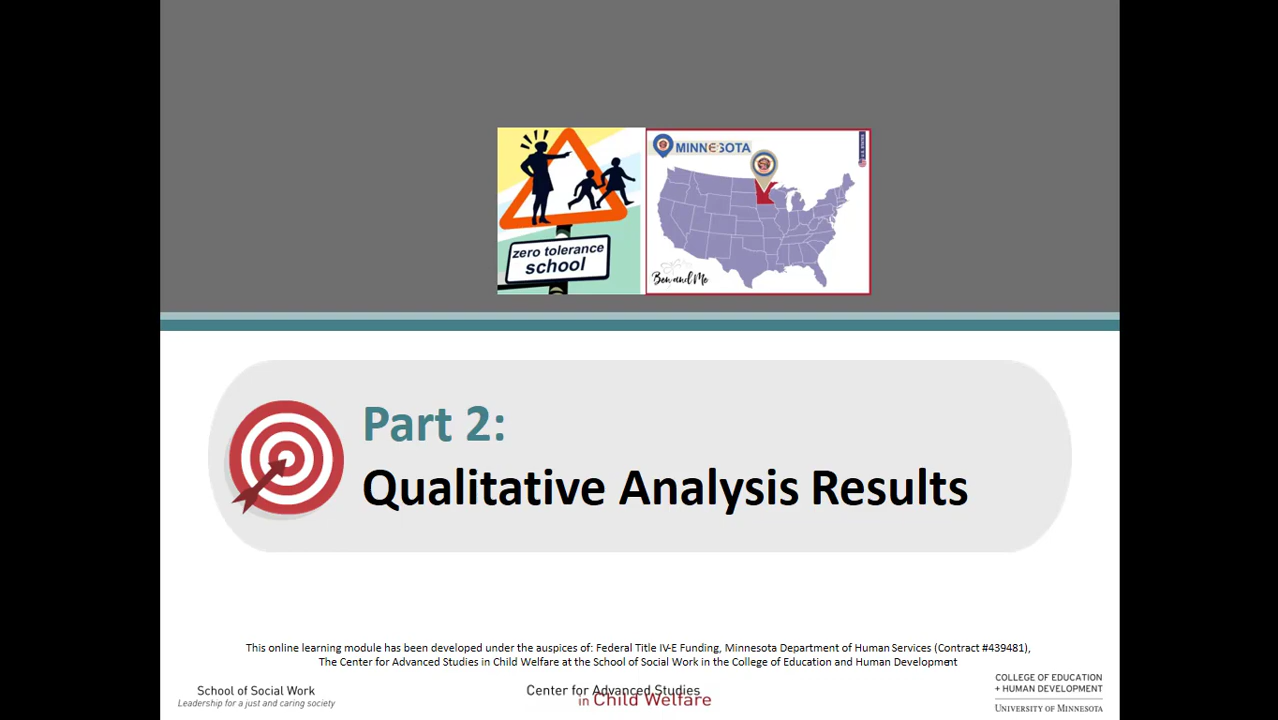 zero tolerance
school
MINNESOTA
Bon and Mo
Part 2:
Qualitative Analysis Results
This online learning module has been developed under the auspices of: Federal Title IV-E Funding, Minnesota Department of Human Services (Contract #439481),
The Center for Advanced Studies in Child Welfare at the School of Social Work in the College of Education and Human Development
School of Social Work
Leadership for a just and caring society
Center for Advanced Studies
in Child Welfare
COLLEGE OF EDUCATION
+ HUMAN DEVELOPMENT
UNIVERSITY OF MINNESOTA